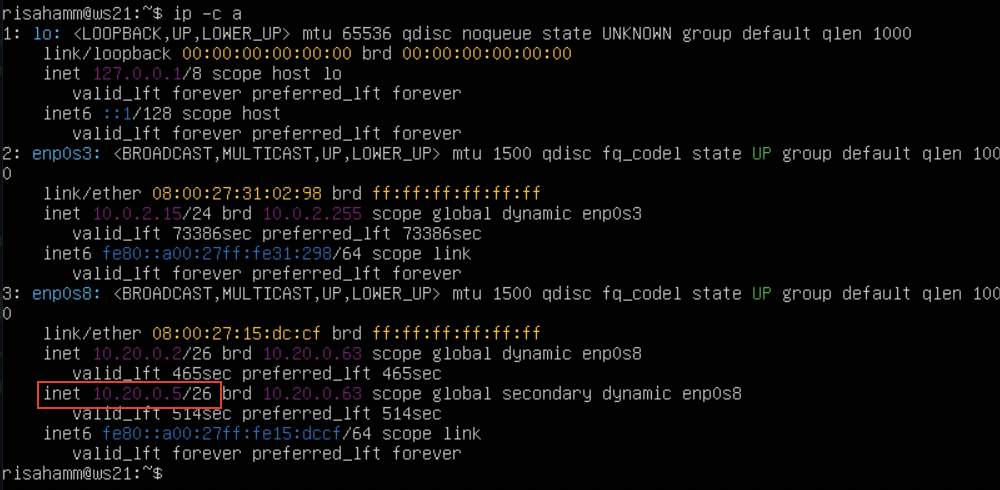 risahamm@ws21:~$ ip -c a
1: lo: <LOOPBACK,UP,LOWER_UP> mtu 65536 qdisc noqueue state UNKNOWN group default qlen 1000
link/loopback 00:00:00:00:00:00 brd 00:00:00:00:00:00
inet 127.0.0.1/8 scope host lo
valid_lft forever preferred_lft forever
inet6 ::1/128 scope host
valid_lft forever preferred_lft forever
2: enp0s3: <BROADCAST,MULTICAST,UP,LOWER_UP> mtu 1500 qdisc fq_codel state UP group default qlen 100
0
link/ether 08:00:27:31:02:98 brd ff:ff:ff:ff:ff:ff
inet 10.0.2.15/24 brd 10.0.2.255 scope global dynamic enp0s3
valid_lft 73386sec preferred_lft 73386sec
inet6 fe80::a00:27ff:fe31:298/64 scope link
valid_lft forever preferred_lft forever
3: enp0s8: <BROADCAST,MULTICAST,UP,LOWER_UP> mtu 1500 qdisc fq_codel state UP group default qlen 100
0
link/ether 08:00:27:15:dc:cf brd ff:ff:ff:ff:ff:ff
inet 10.20.0.2/26 brd 10.20.0.63 scope global dynamic enp0s8
valid_lft 465sec preferred_lft 465sec
inet 10.20.0.5/26 brd 10.20.0.63 scope global secondary dynamic enp0s8
valid_lft 514sec preferred_lft 514sec
inet6 fe80::a00:27ff:fe15:dccf/64 scope link
valid_lft forever preferred_lft forever
risahamm@ws21:~$